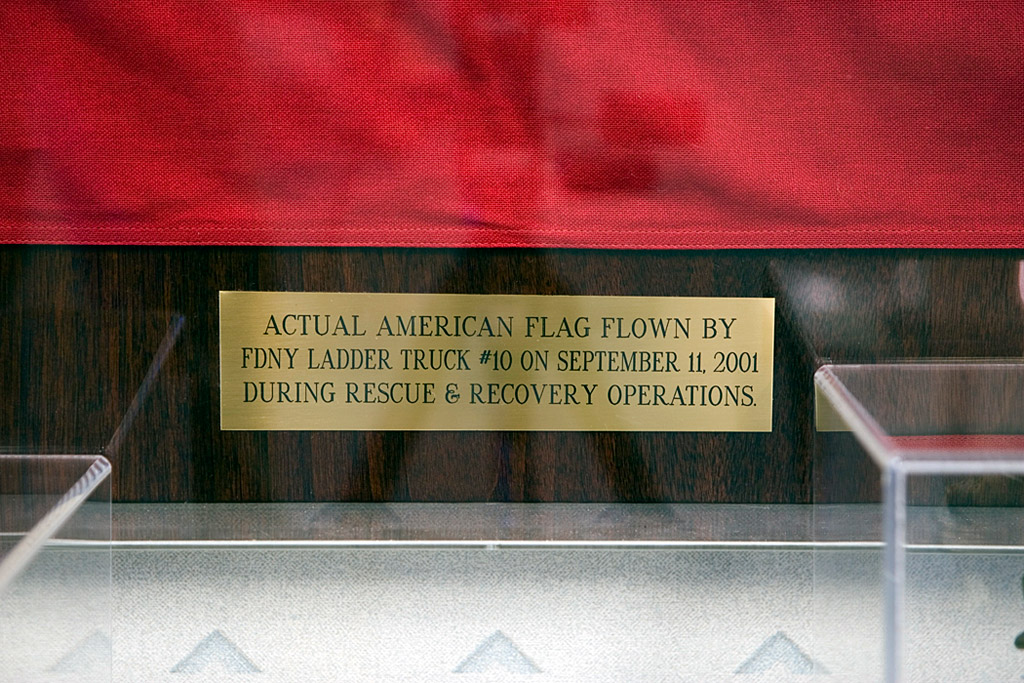 ACTUAL AMERICAN FLAG FLOWN BY
FDNY LADDER TRUCK #10 ON SEPTEMBER 11, 2001
DURING RESCUE & RECOVERY OPERATIONS.